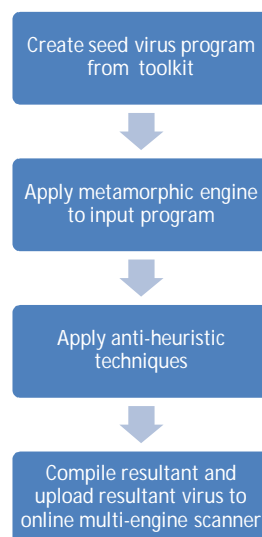 Create seed virus program
from toolkit
Apply metamorphic engine
to input program
Apply anti-heuristic
techniques
Compile resultant and
upload resultant virus to
online multi-engine scanner